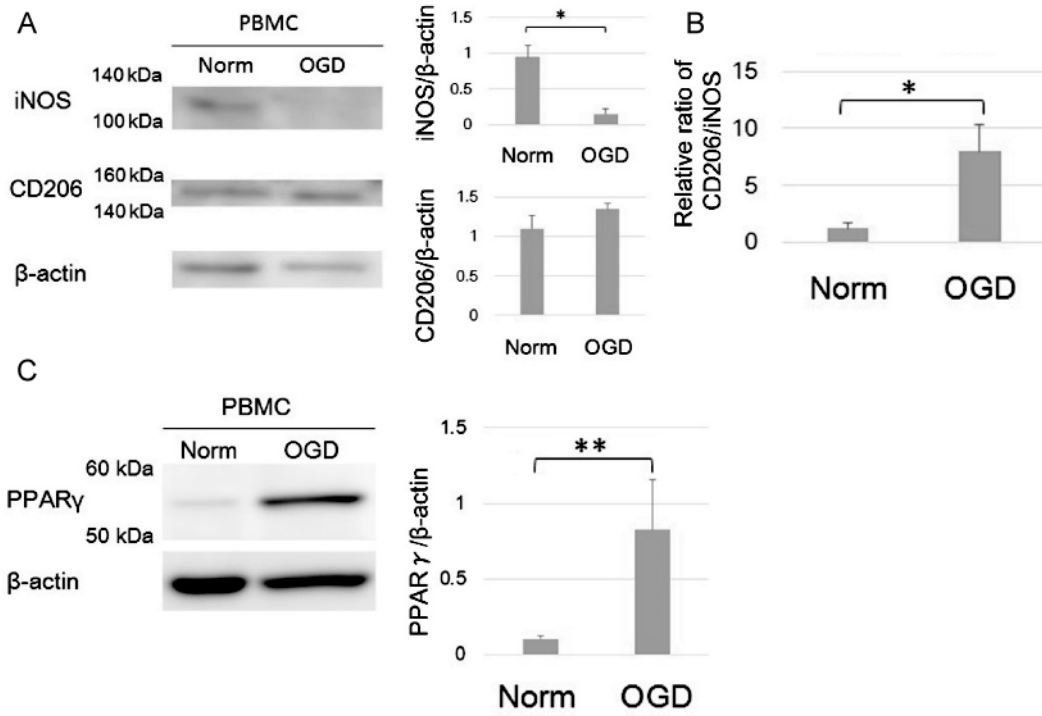 A
PBMC
Norm OGD
140 kDa
iNOS
100 kDa
160 kDa
CD206
140 kDa
β-actin
iNOS/β-actin
1.5
*
1
0.5
0
Norm OGD
CD206/β-actin
1.5
1
0.5
0
Norm OGD
B
Relative ratio of
CD206/iNOS
15
*
10
5
0
Norm OGD
C
PBMC
Norm OGD
60 kDa
PPARγ
50 kDa
β-actin
PPAR γ/β-actin
1.5
**
1
0.5
0
Norm OGD